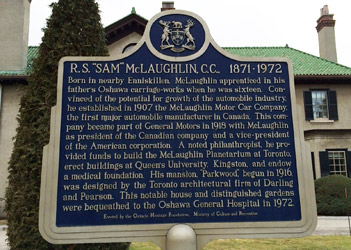 R.S. "SAM" McLAUGHLIN, C.C., 1871-1972
Born in nearby Enniskillen, McLaughlin apprenticed in his
father's Oshawa carriage-works when he was sixteen. Con-
vinced of the potential for growth of the automobile industry,
he established in 1907 the McLaughlin Motor Car Company,
the first major automobile manufacturer in Canada. This com-
pany became part of General Motors in 1918 with McLaughlin
as president of the Canadian company and a vice-president
of the American corporation. A noted philanthropist, he pro-
vided funds to build the McLaughlin Planetarium at Toronto,
erect buildings at Queen's University, Kingston, and endow
a medical foundation. His mansion, 'Parkwood,' begun in 1916,
was designed by the Toronto architectural firm of Darling
and Pearson. This notable house and distinguished gardens
were bequeathed to the Oshawa General Hospital in 1972.
Erected by the Ontario Heritage Foundation, Ministry of Culture and Recreation